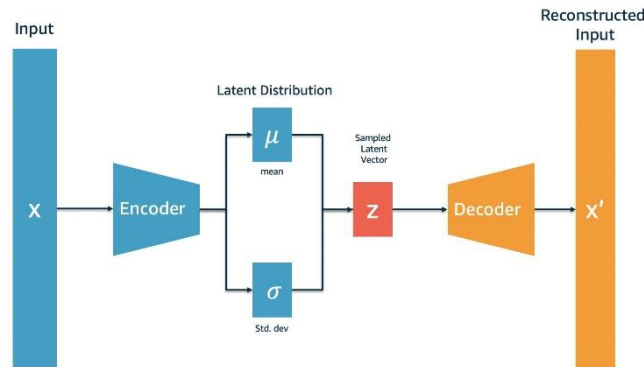 Input
x
Encoder
Latent Distribution
μ
mean
σ
Std. dev
Sampled
Latent
Vector
z
Decoder
Reconstructed
Input
x'